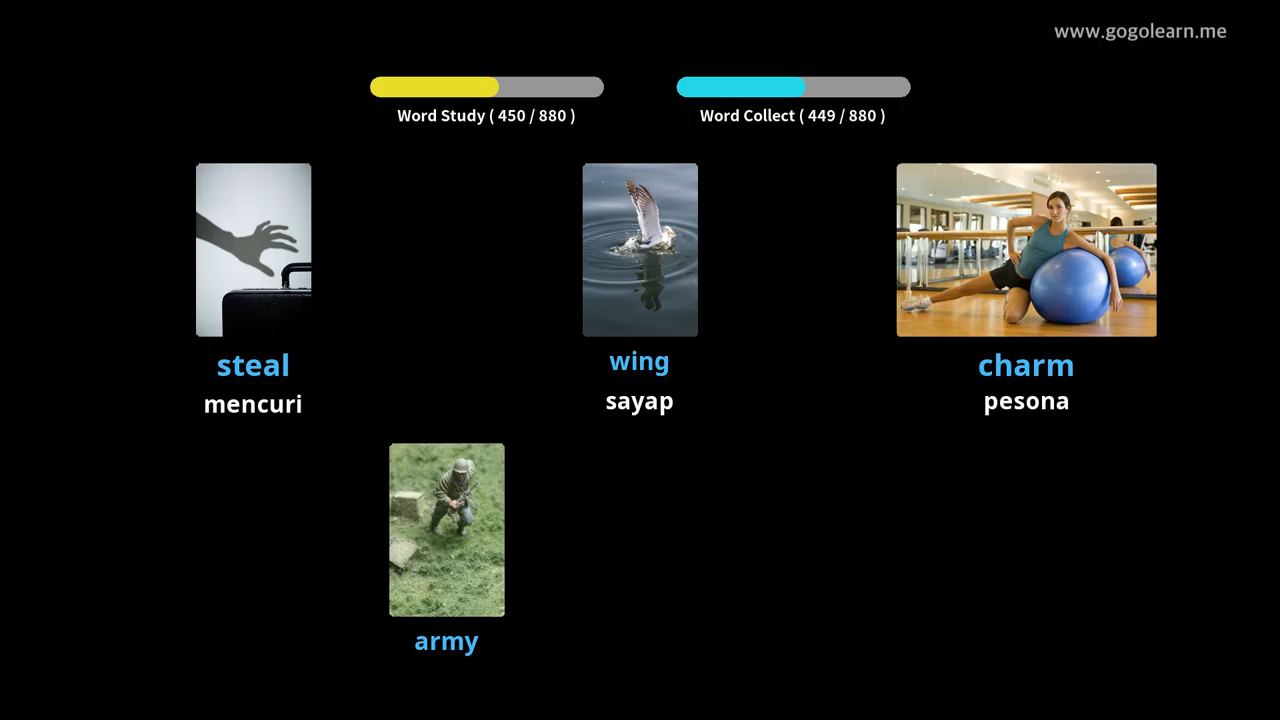 www.gogolearn.me
Word Study ( 450 / 880 )
Word Collect ( 449 / 880 )
steal
mencuri
wing
sayap
charm
pesona
army